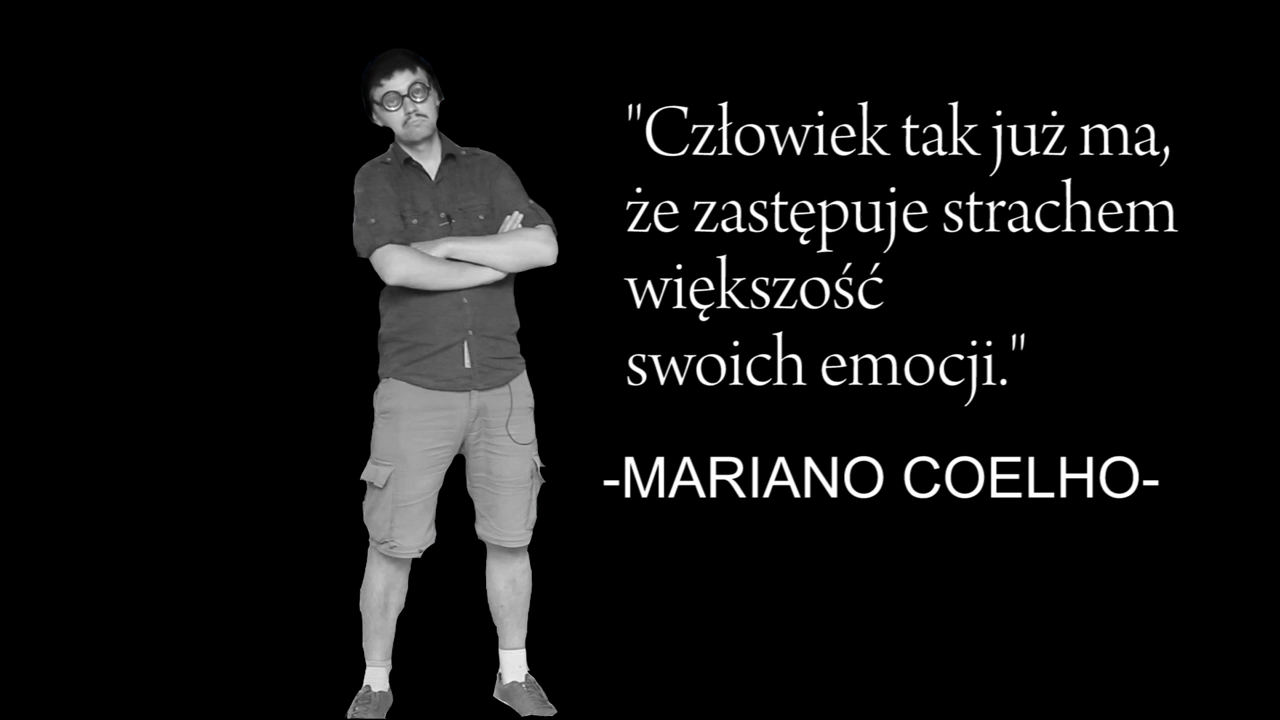 "Człowiek tak już ma,
że zastępuje strachem
większość
swoich emocji."
-MARIANO COELHO-